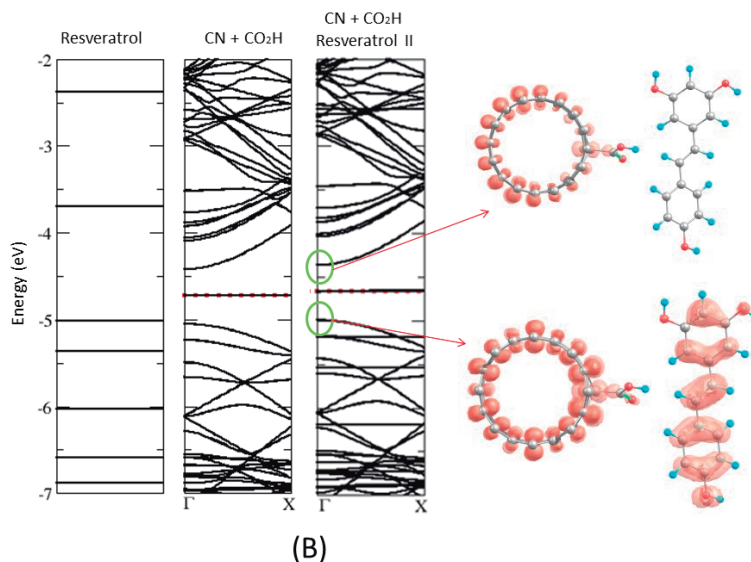 Resveratrol
CN + CO₂H
CN + CO₂H
Resveratrol II
Energy (eV)
-2
-3
-4
-5
-6
-7
Γ
X
Γ
X
(B)